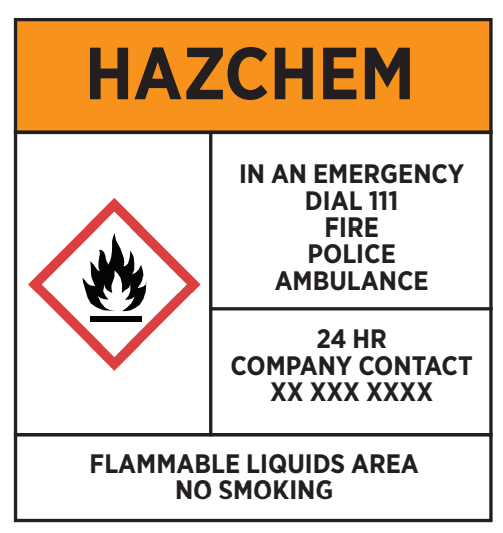 HAZCHEM
IN AN EMERGENCY
DIAL 111
FIRE
POLICE
AMBULANCE
24 HR
COMPANY CONTACT
XX XXX XXXX
FLAMMABLE LIQUIDS AREA
NO SMOKING